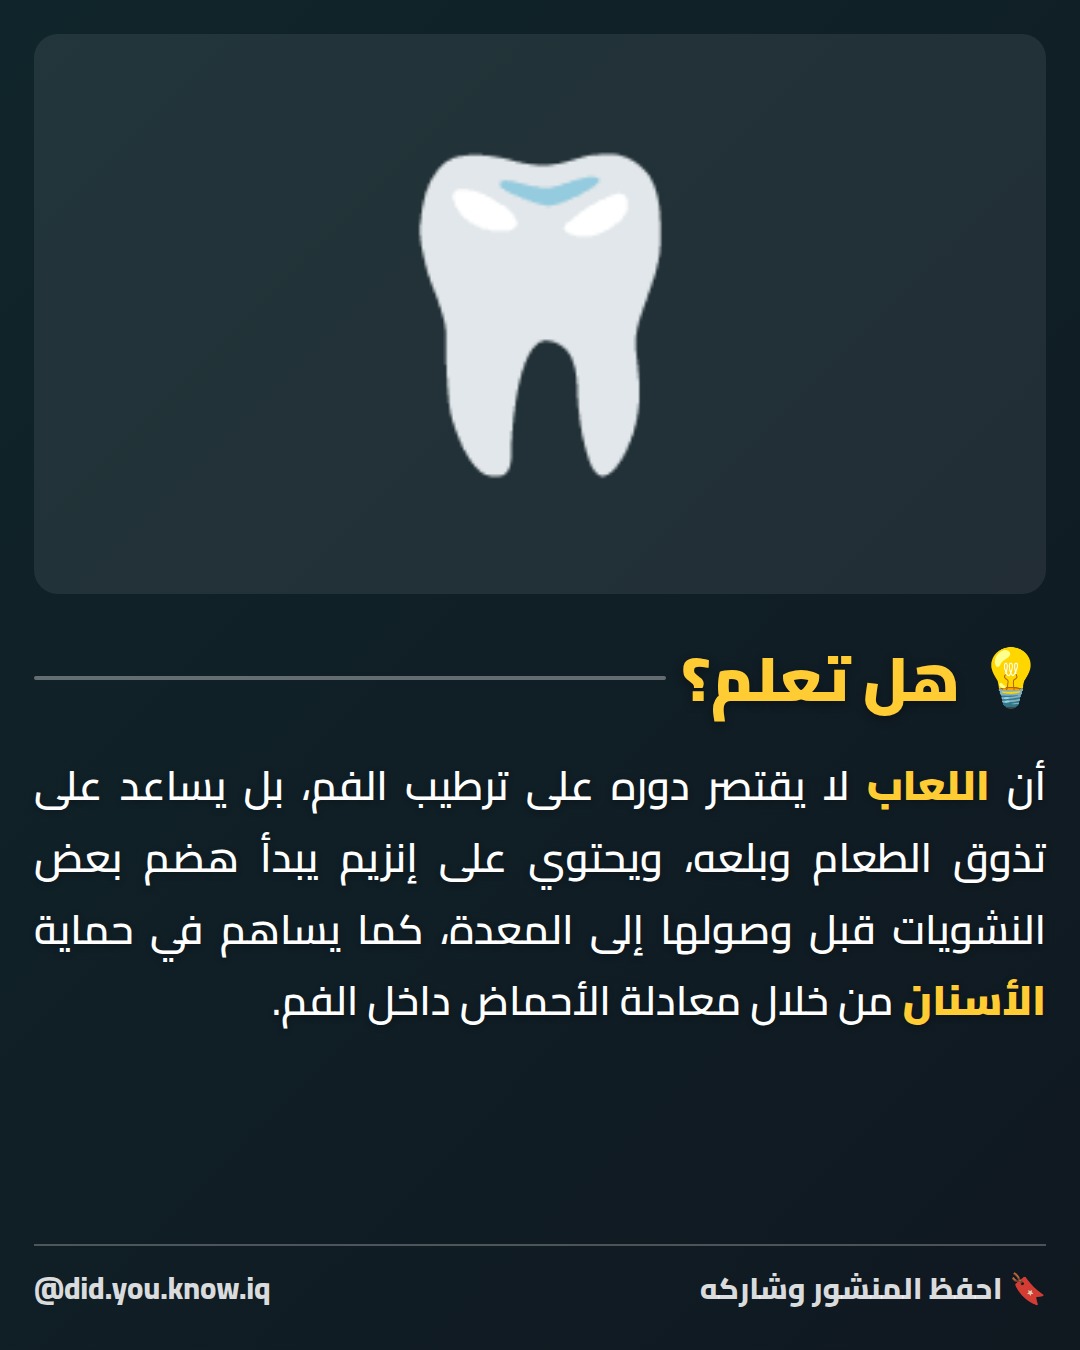 💡 هل تعلم؟
أن اللعاب لا يقتصر دوره على ترطيب الفم، بل يساعد على
تذوق الطعام وبلعه، ويحتوي على إنزيم يبدأ هضم بعض
النشويات قبل وصولها إلى المعدة، كما يساهم في حماية
الأسنان من خلال معادلة الأحماض داخل الفم.
🔖 احفظ المنشور وشاركه
@did.you.know.iq